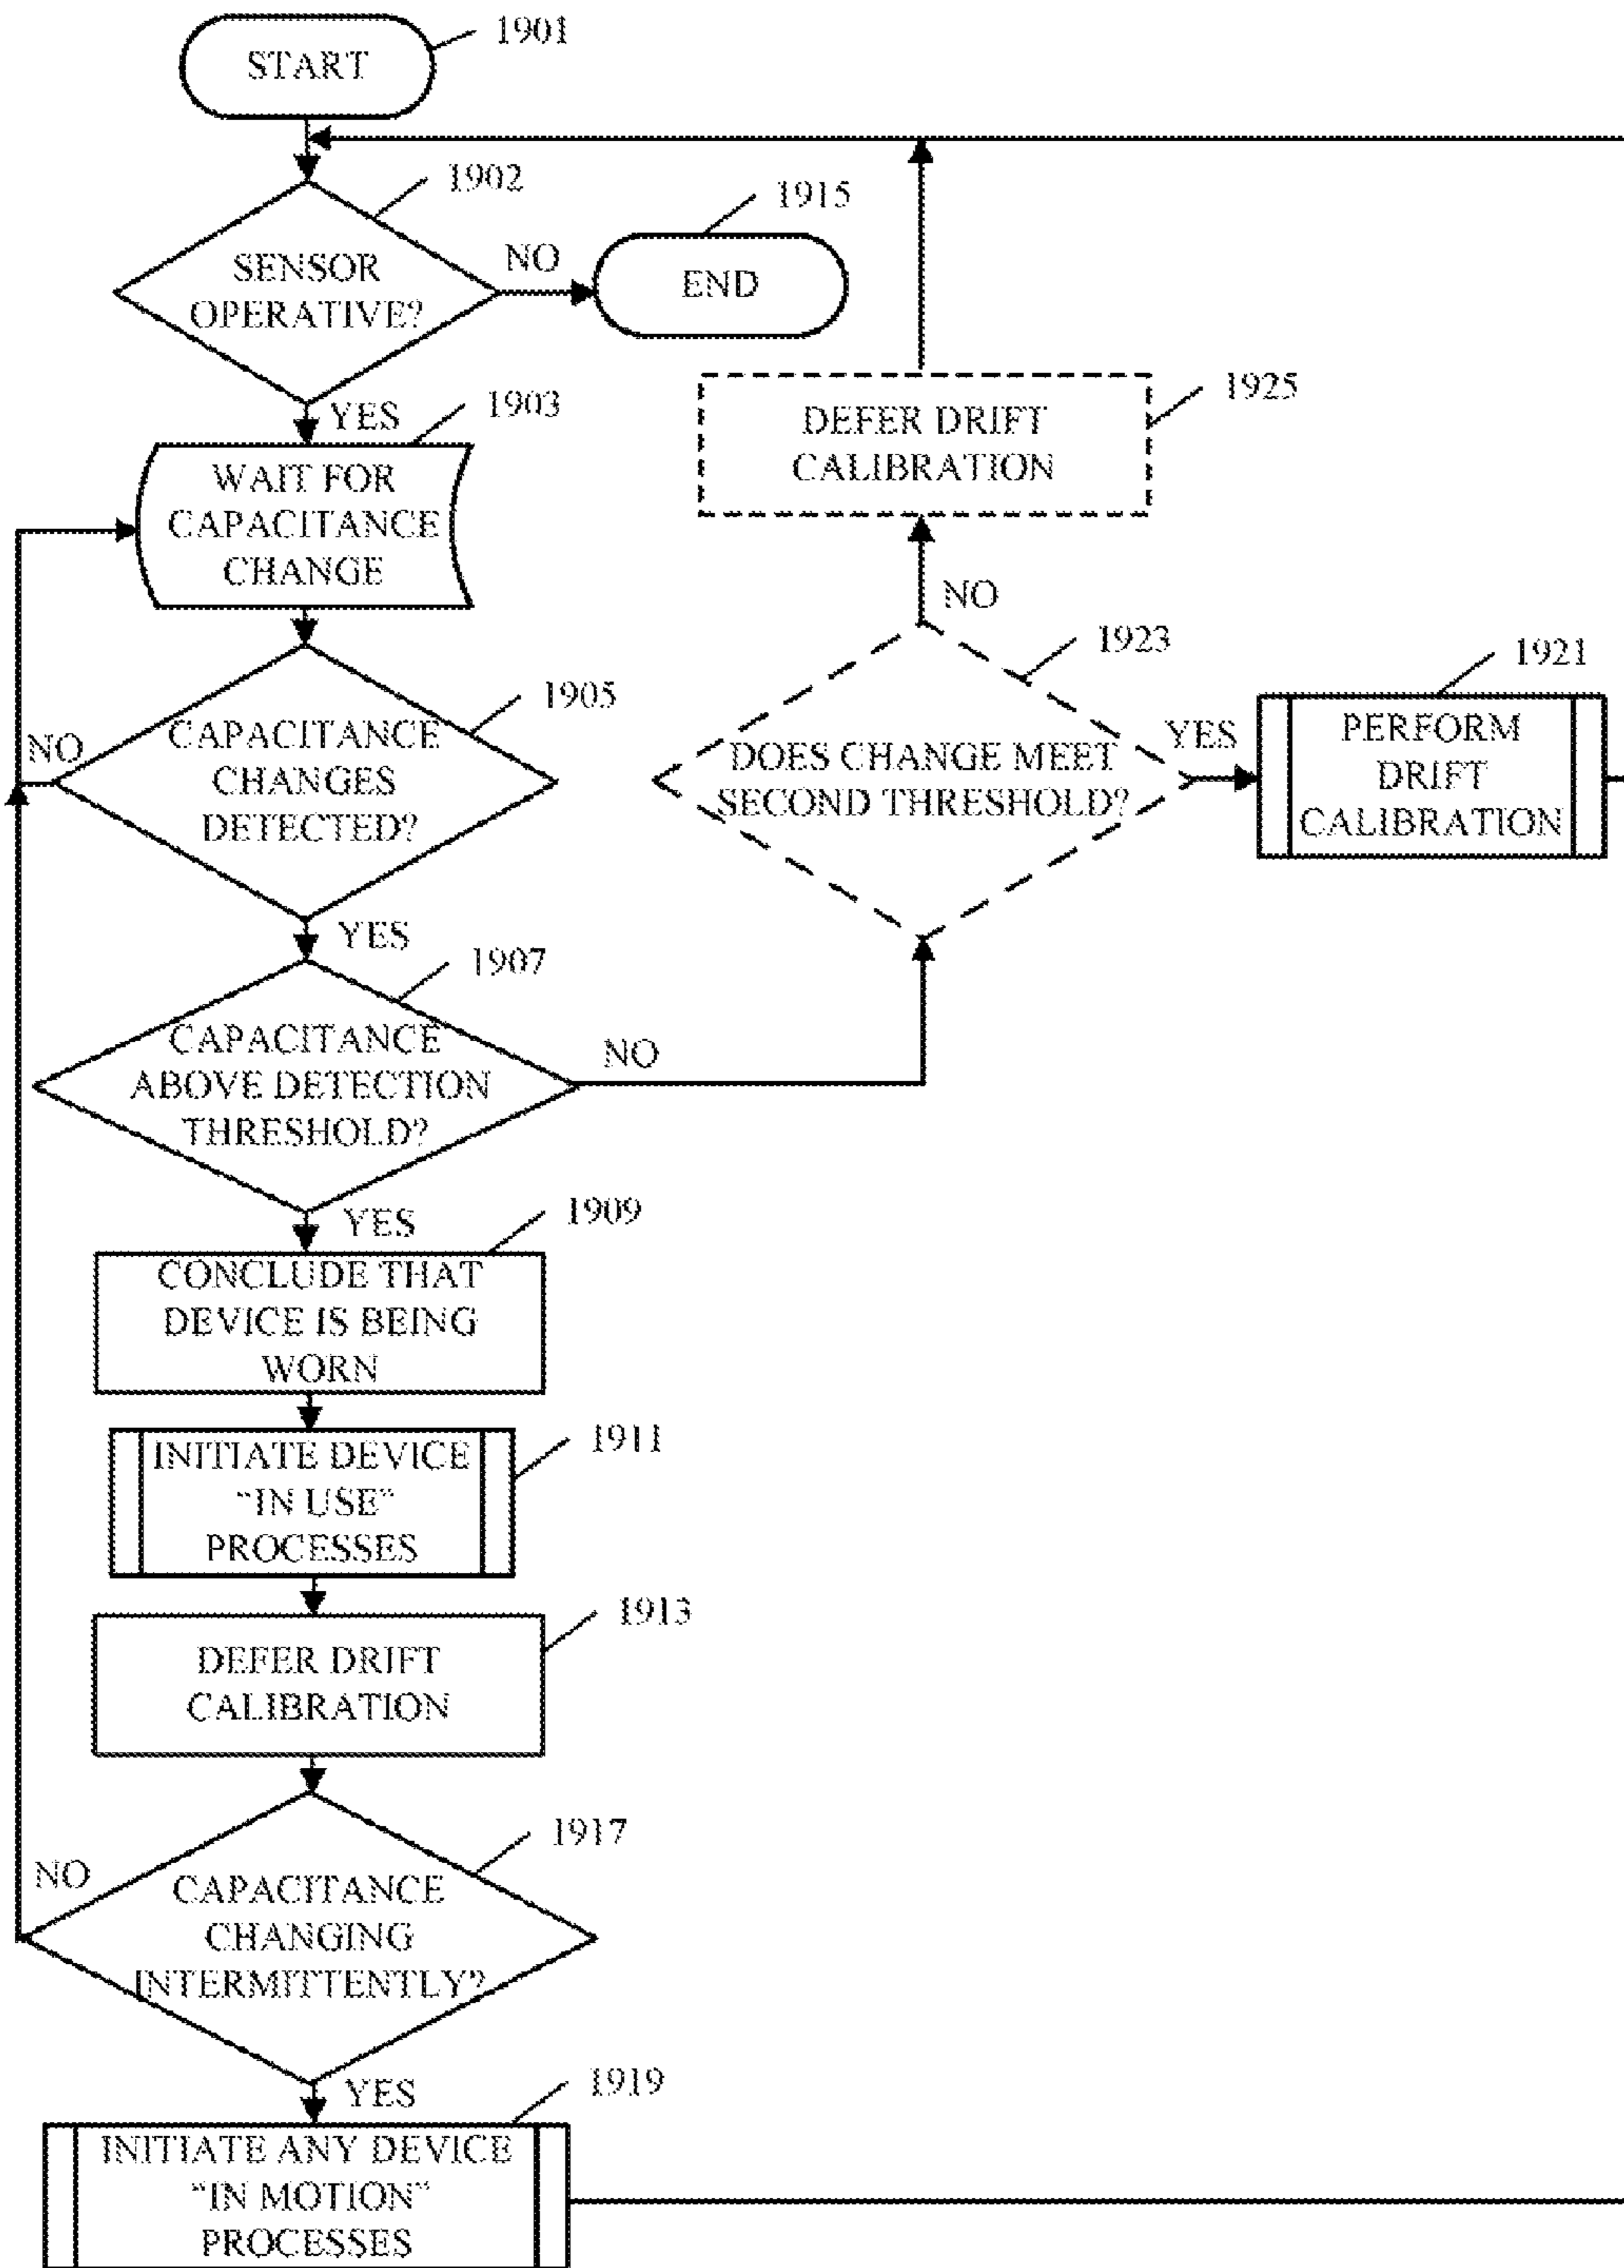 START
1901
1902
SENSOR
OPERATIVE?
NO
1915
END
YES
1903
WAIT FOR
CAPACITANCE
CHANGE
1905
NO
CAPACITANCE
CHANGES
DETECTED?
YES
1907
CAPACITANCE
ABOVE DETECTION
THRESHOLD?
NO
1925
DEFER DRIFT
CALIBRATION
NO
1923
DOES CHANGE MEET
SECOND THRESHOLD?
YES
1921
PERFORM
DRIFT
CALIBRATION
YES
1909
CONCLUDE THAT
DEVICE IS BEING
WORN
1911
INITIATE DEVICE
“IN USE”
PROCESSES
1913
DEFER DRIFT
CALIBRATION
1917
NO
CAPACITANCE
CHANGING
INTERMITTENTLY?
YES
1919
INITIATE ANY DEVICE
“IN MOTION”
PROCESSES